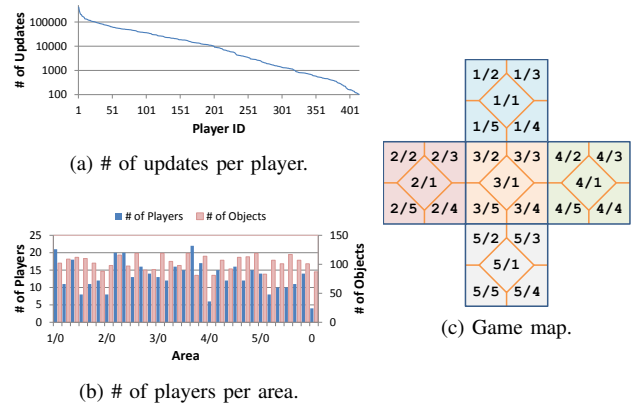 # of Updates
100000
10000
1000
100
1 51 101 151 201 251 301 351 401
Player ID
(a) # of updates per player.
# of Players # of Objects
# of Players
25
20
15
10
5
0
150
100
50
0
# of Objects
1/0 2/0 3/0 4/0 5/0 0
Area
(b) # of players per area.
1/2 1/3
1/1
1/5 1/4
2/2 2/3 3/2 3/3 4/2 4/3
2/1 3/1 4/1
2/5 2/4 3/5 3/4 4/5 4/4
5/2 5/3
5/1
5/5 5/4
(c) Game map.